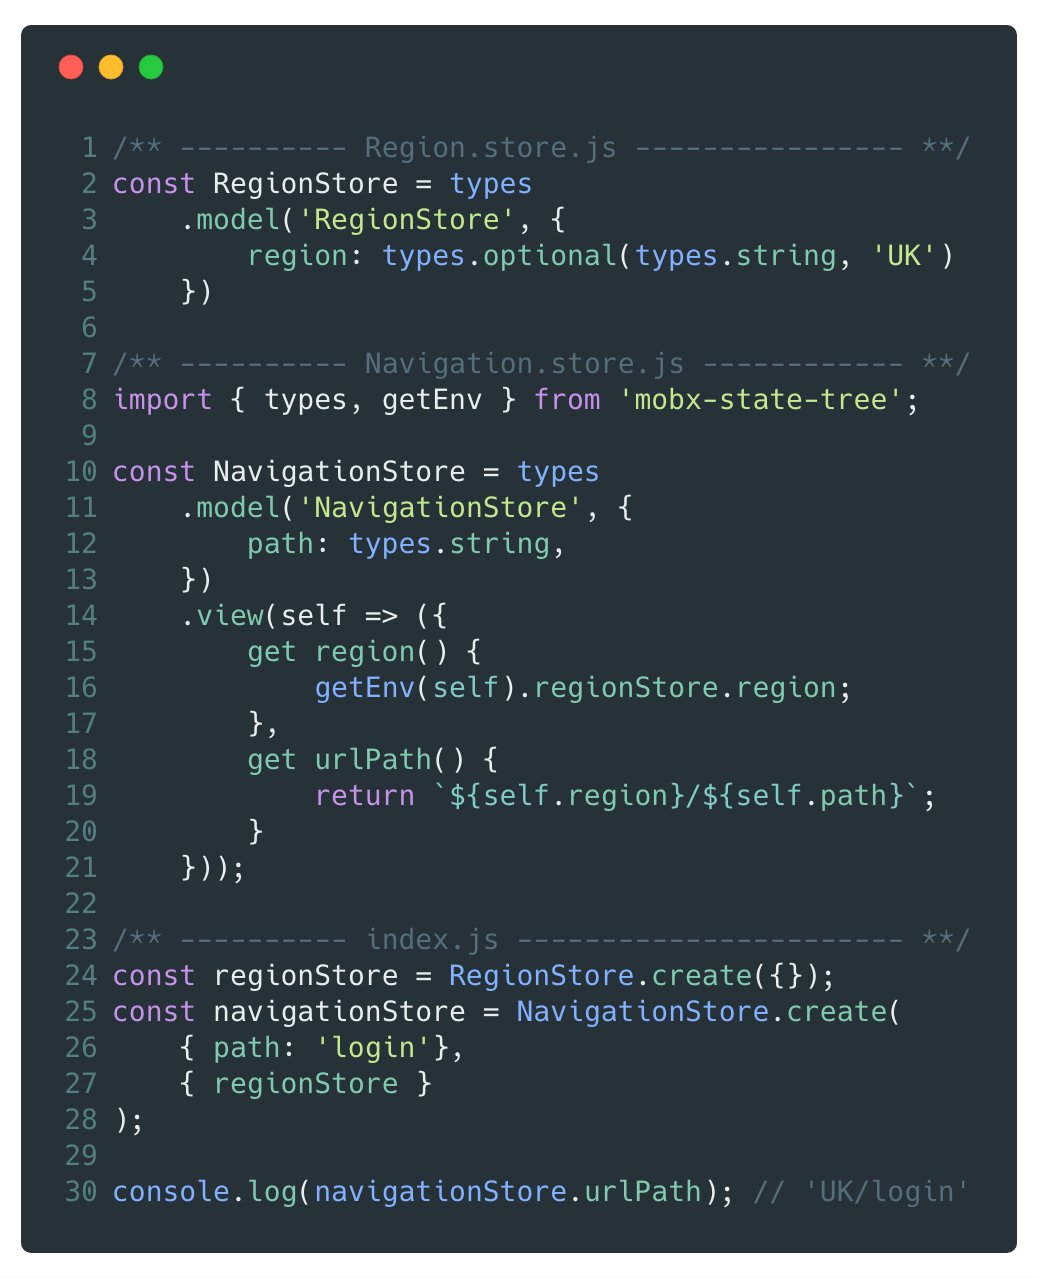 1 /** ---------- Region.store.js ---------------- **/
2 const RegionStore = types
3     .model('RegionStore', {
4         region: types.optional(types.string, 'UK')
5     })
6
7 /** ---------- Navigation.store.js ------------ **/
8 import { types, getEnv } from 'mobx-state-tree';
9
10 const NavigationStore = types
11     .model('NavigationStore', {
12         path: types.string,
13     })
14     .view(self => ({
15         get region() {
16             getEnv(self).regionStore.region;
17         },
18         get urlPath() {
19             return `${self.region}/${self.path}`;
20         }
21     }));
22
23 /** ---------- index.js ----------------------- **/
24 const regionStore = RegionStore.create({});
25 const navigationStore = NavigationStore.create(
26     { path: 'login'},
27     { regionStore }
28 );
29
30 console.log(navigationStore.urlPath); // 'UK/login'